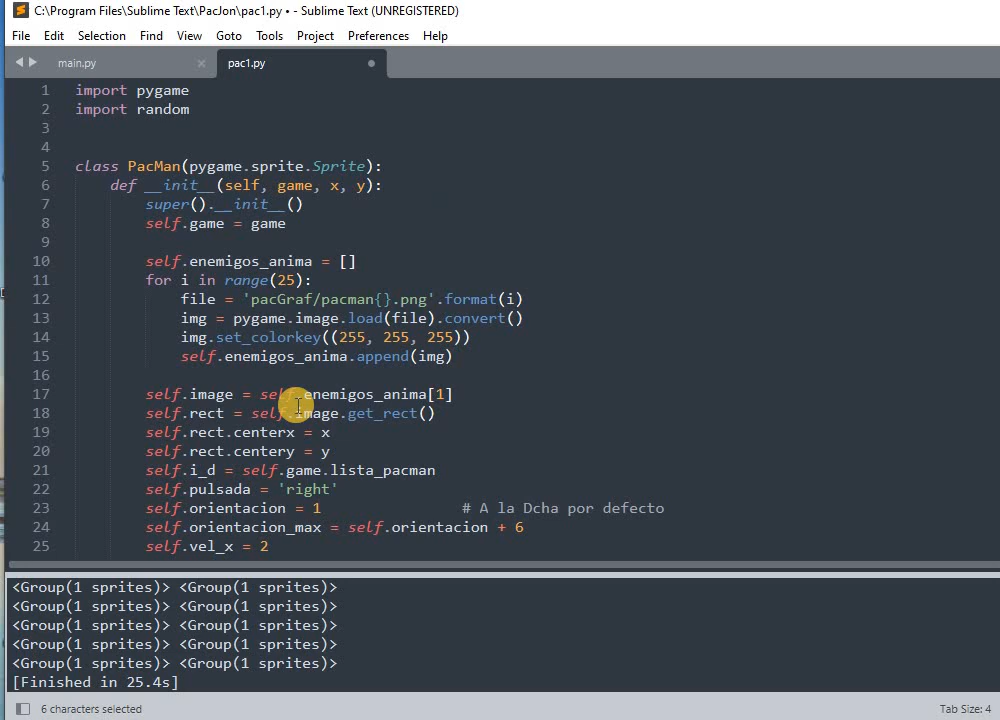 C:\Program Files\Sublime Text\PacJon\pac1.py • - Sublime Text (UNREGISTERED)
File Edit Selection Find View Goto Tools Project Preferences Help
main.py × pac1.py
1 import pygame
2 import random
3
4
5 class PacMan(pygame.sprite.Sprite):
6 def __init__(self, game, x, y):
7 super().__init__()
8 self.game = game
9
10 self.enemigos_anima = []
11 for i in range(25):
12 file = 'pacGraf/pacman{}.png'.format(i)
13 img = pygame.image.load(file).convert()
14 img.set_colorkey((255, 255, 255))
15 self.enemigos_anima.append(img)
16
17 self.image = self.enemigos_anima[1]
18 self.rect = self.image.get_rect()
19 self.rect.centerx = x
20 self.rect.centery = y
21 self.i_d = self.game.lista_pacman
22 self.pulsada = 'right'
23 self.orientacion = 1 # A la Dcha por defecto
24 self.orientacion_max = self.orientacion + 6
25 self.vel_x = 2
<Group(1 sprites)> <Group(1 sprites)>
<Group(1 sprites)> <Group(1 sprites)>
<Group(1 sprites)> <Group(1 sprites)>
<Group(1 sprites)> <Group(1 sprites)>
<Group(1 sprites)> <Group(1 sprites)>
[Finished in 25.4s]
6 characters selected Tab Size: 4